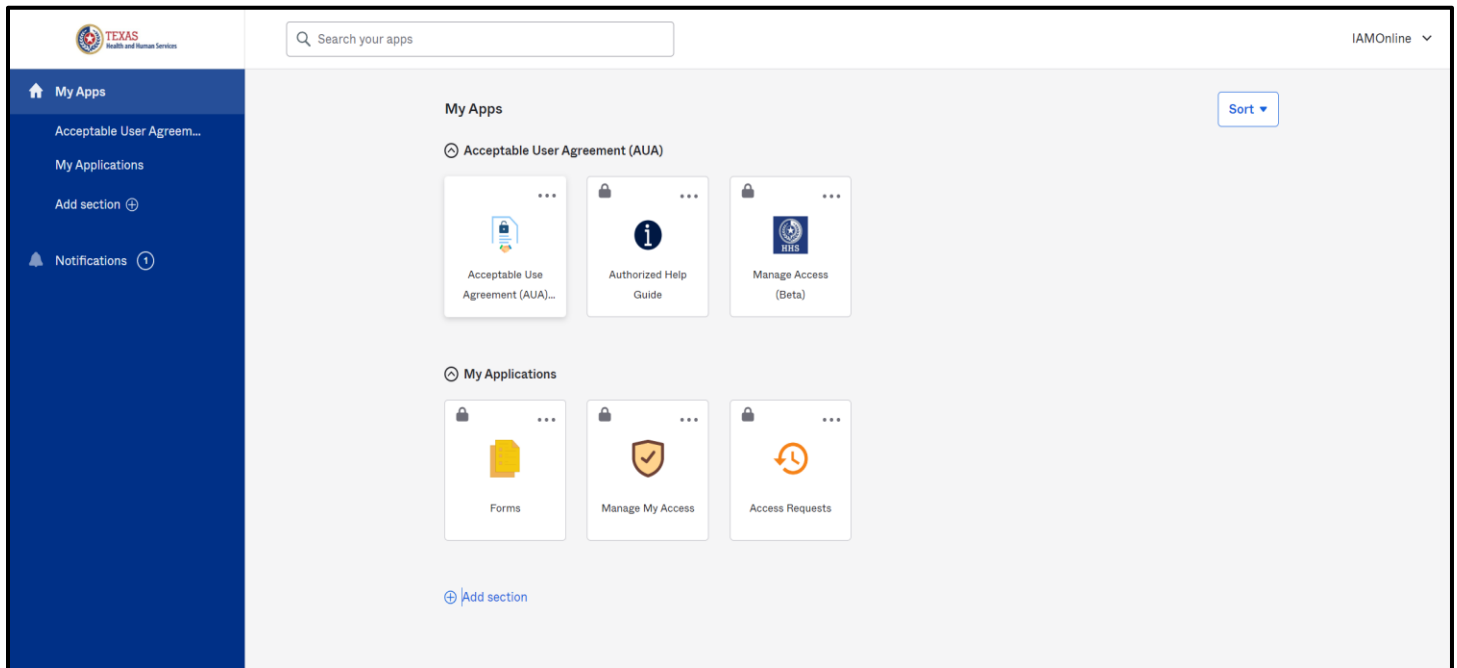 TEXAS
Health and Human Services
Search your apps
IAMOnline
My Apps
Acceptable User Agreem...
My Applications
Add section
Notifications 1
My Apps
Sort
Acceptable User Agreement (AUA)
Acceptable Use
Agreement (AUA)...
Authorized Help
Guide
HHS
Manage Access
(Beta)
My Applications
Forms
Manage My Access
Access Requests
Add section